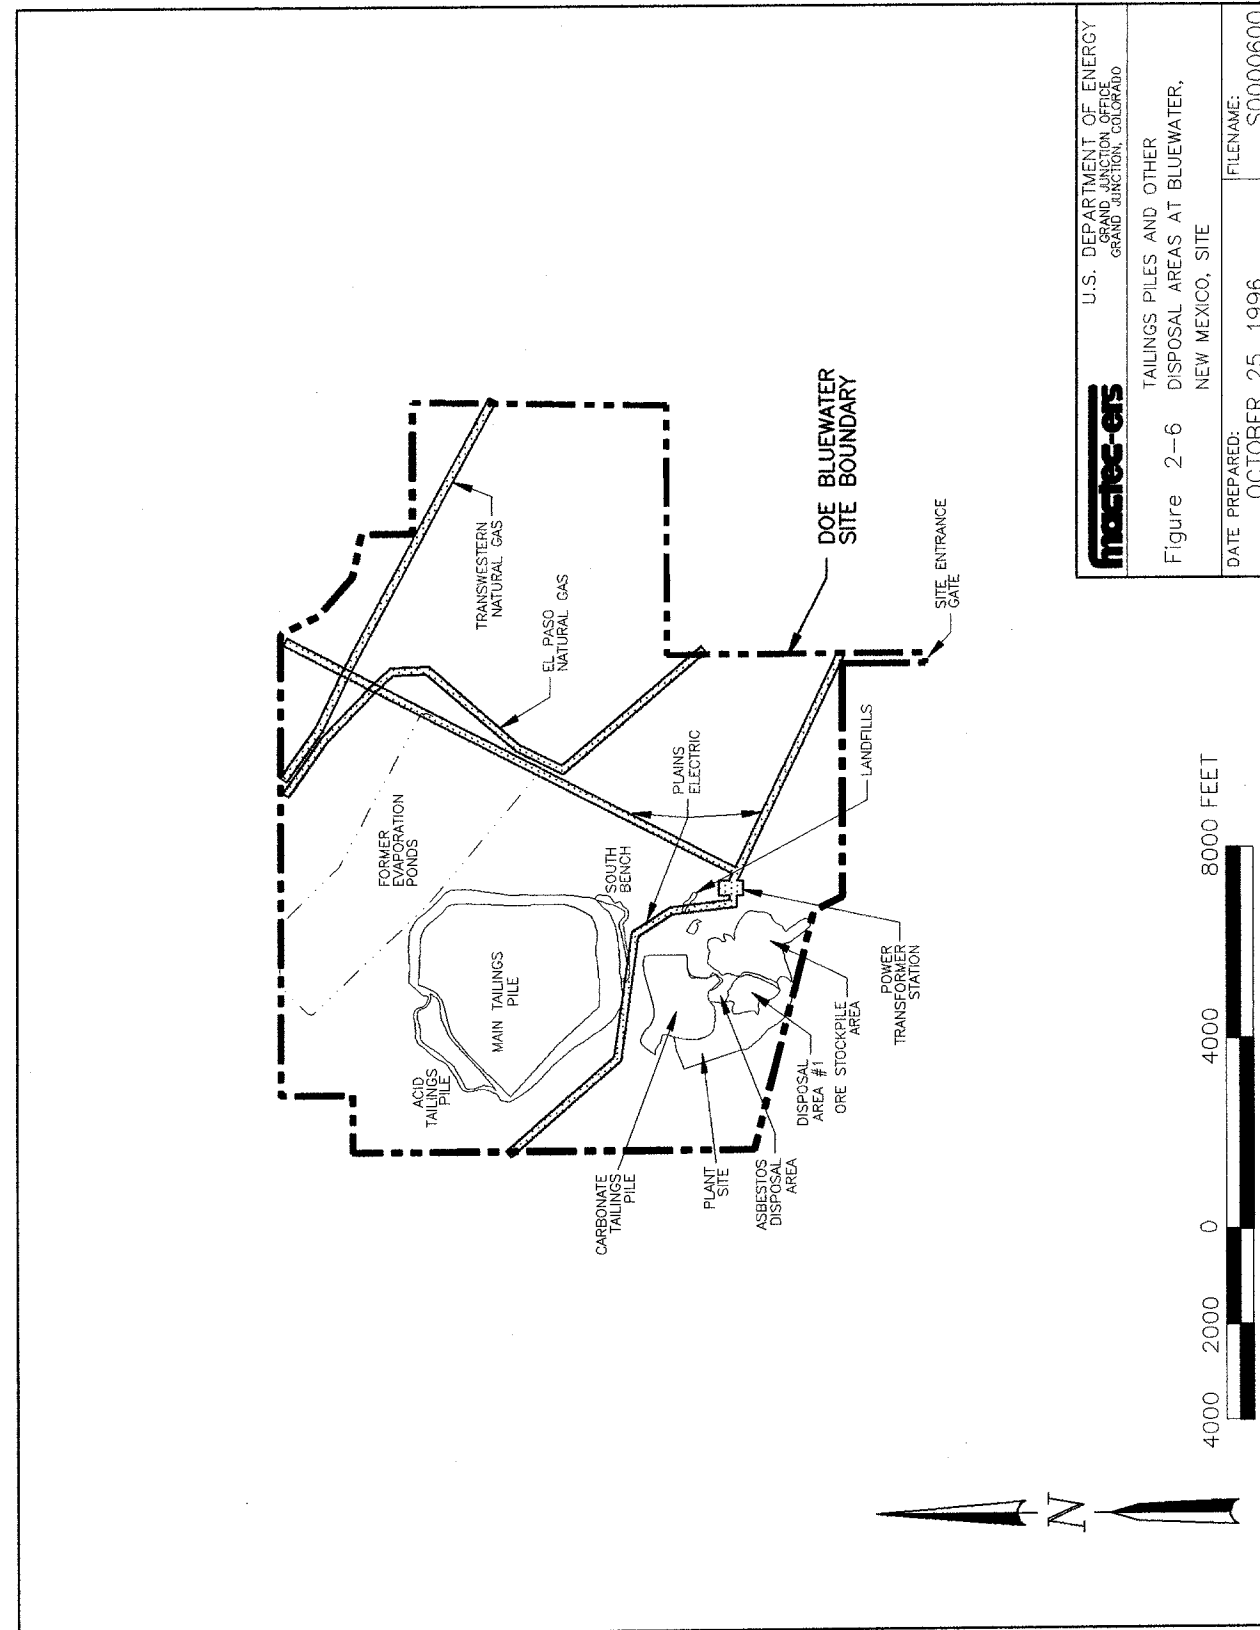 TRANSWESTERN
NATURAL GAS
EL PASO
NATURAL GAS
FORMER
EVAPORATION
PONDS
ACID
TAILINGS
PILE
MAIN TAILINGS
PILE
SOUTH
BENCH
PLAINS
ELECTRIC
CARBONATE
TAILINGS
PILE
PLANT
SITE
ASBESTOS
DISPOSAL
AREA
DISPOSAL
AREA #1
ORE STOCKPILE
AREA
POWER
TRANSFORMER
STATION
LANDFILLS
DOE BLUEWATER
SITE BOUNDARY
SITE ENTRANCE
GATE
N
4000 2000 0 4000 8000 FEET
mactec-ers
U.S. DEPARTMENT OF ENERGY
GRAND JUNCTION OFFICE
GRAND JUNCTION, COLORADO
Figure 2-6 TAILINGS PILES AND OTHER
DISPOSAL AREAS AT BLUEWATER,
NEW MEXICO, SITE
DATE PREPARED:
OCTOBER 25, 1996
FILENAME:
S0000600